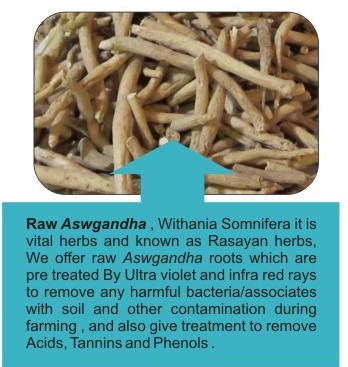 Raw Aswgandha , Withania Somnifera it is
vital herbs and known as Rasayan herbs,
We offer raw Aswgandha roots which are
pre treated By Ultra violet and infra red rays
to remove any harmful bacteria/associates
with soil and other contamination during
farming , and also give treatment to remove
Acids, Tannins and Phenols .